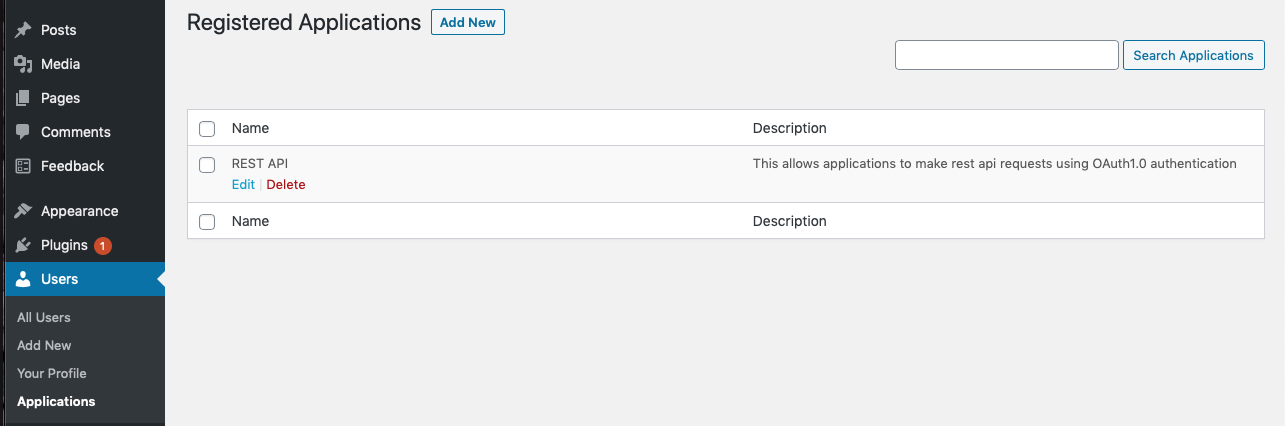 Posts
Media
Pages
Comments
Feedback
Appearance
Plugins 1
Users
All Users
Add New
Your Profile
Applications
Registered Applications Add New
Search Applications
Name Description
REST API This allows applications to make rest api requests using OAuth1.0 authentication
Edit | Delete
Name Description